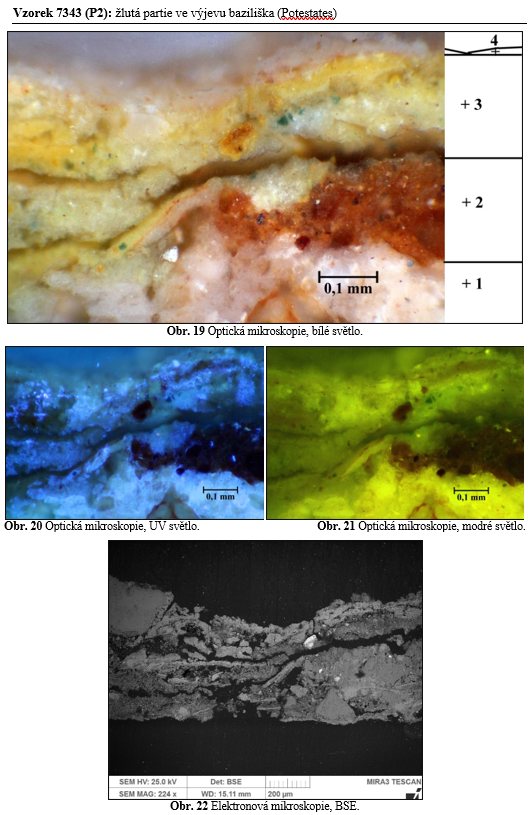 Vzorek 7343 (P2): žlutá partie ve výjevu baziliška (Potestates)
4
+
+ 3
+ 2
+ 1
0,1 mm
Obr. 19 Optická mikroskopie, bílé světlo.
0,1 mm
0,1 mm
Obr. 20 Optická mikroskopie, UV světlo.
Obr. 21 Optická mikroskopie, modré světlo.
SEM HV: 25.0 kV
Det: BSE
MIRA3 TESCAN
SEM MAG: 224 x
WD: 15.11 mm
200 µm
Obr. 22 Elektronová mikroskopie, BSE.